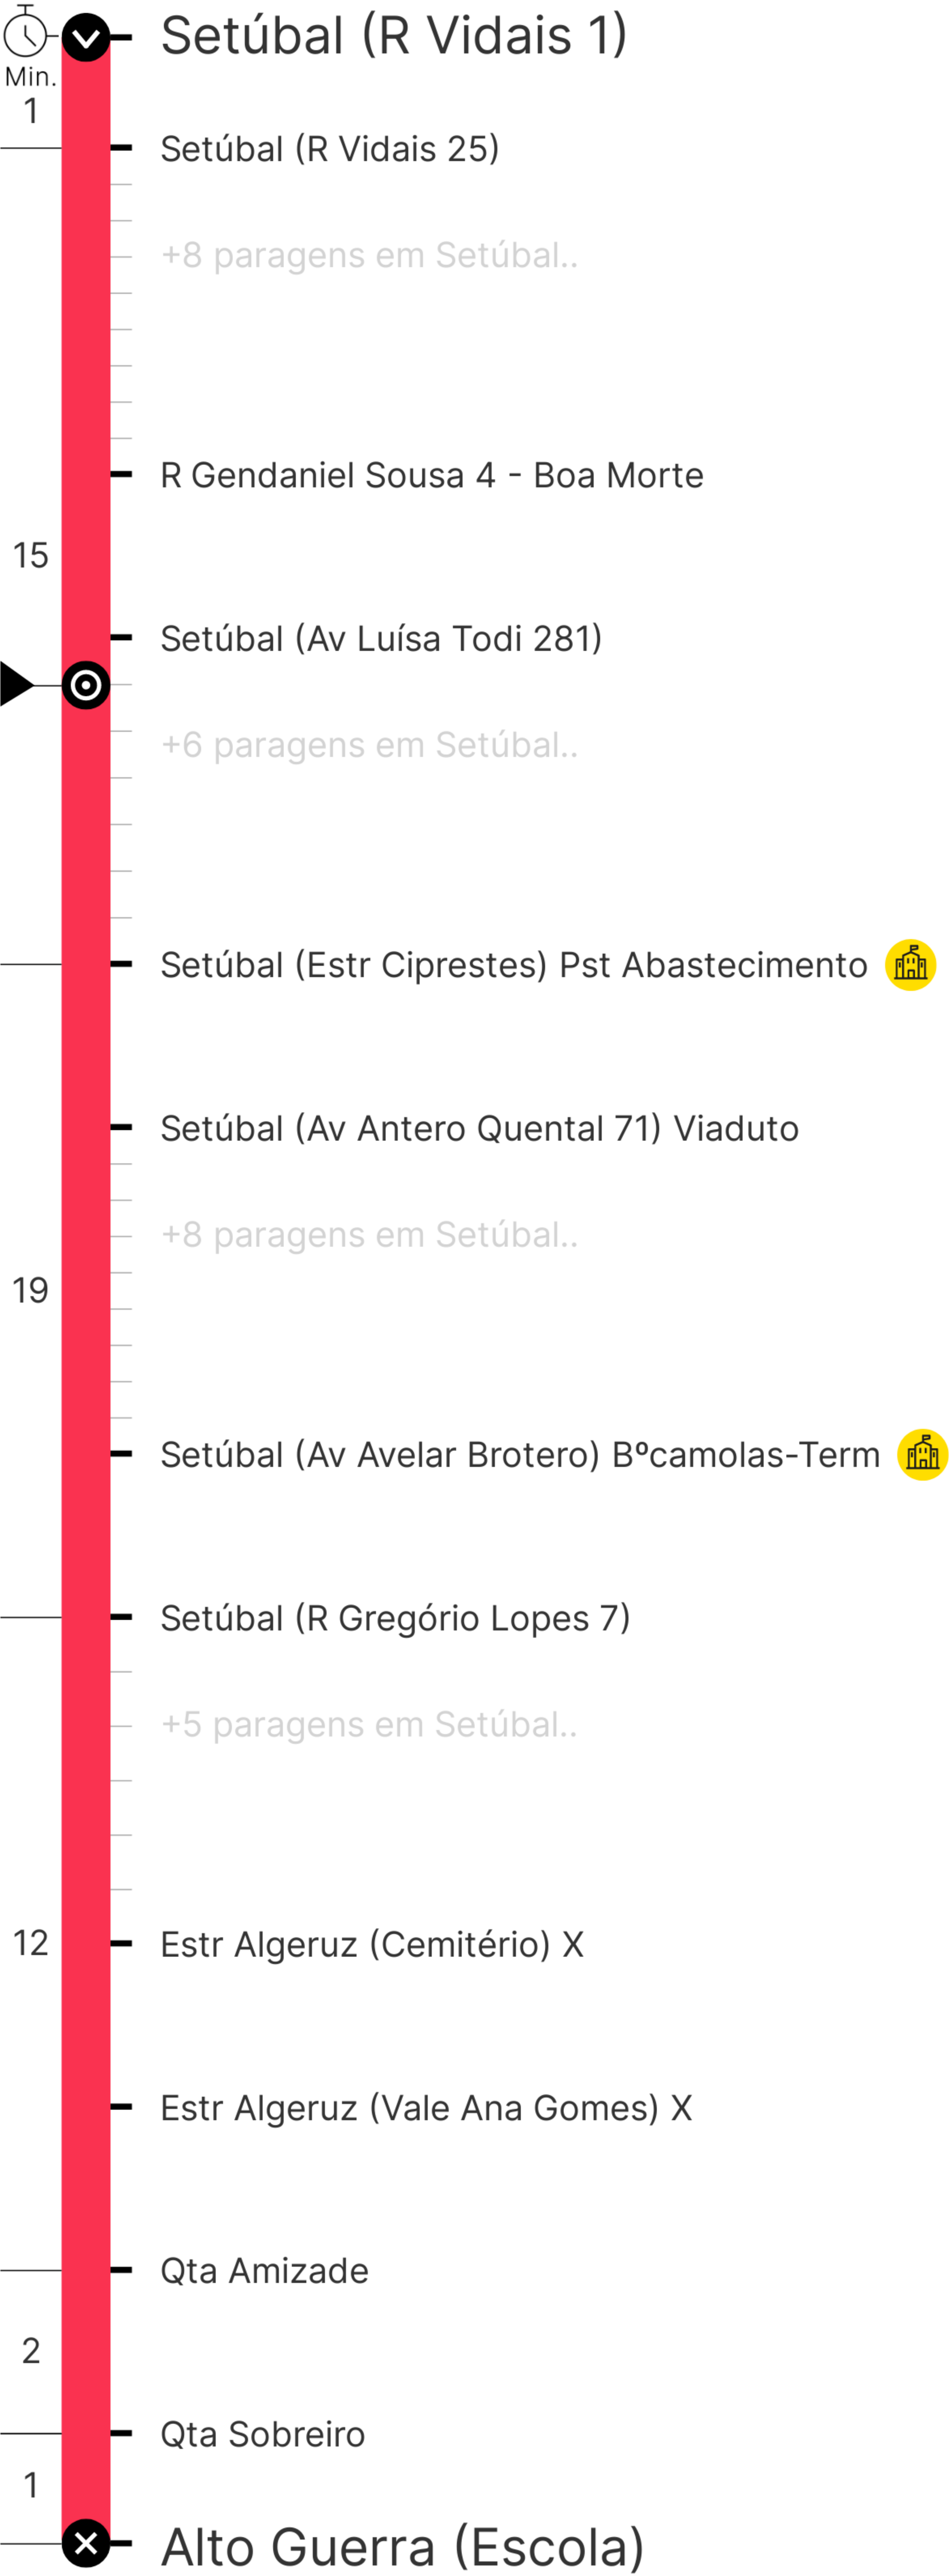 Setúbal (R Vidais 1)
Min.
1
Setúbal (R Vidais 25)
+8 paragens em Setúbal..
R Gendaniel Sousa 4 - Boa Morte
15
Setúbal (Av Luísa Todi 281)
+6 paragens em Setúbal..
Setúbal (Estr Ciprestes) Pst Abastecimento
Setúbal (Av Antero Quental 71) Viaduto
+8 paragens em Setúbal..
19
Setúbal (Av Avelar Brotero) Bºcamolas-Term
Setúbal (R Gregório Lopes 7)
+5 paragens em Setúbal..
12
Estr Algeruz (Cemitério) X
Estr Algeruz (Vale Ana Gomes) X
Qta Amizade
2
Qta Sobreiro
1
Alto Guerra (Escola)